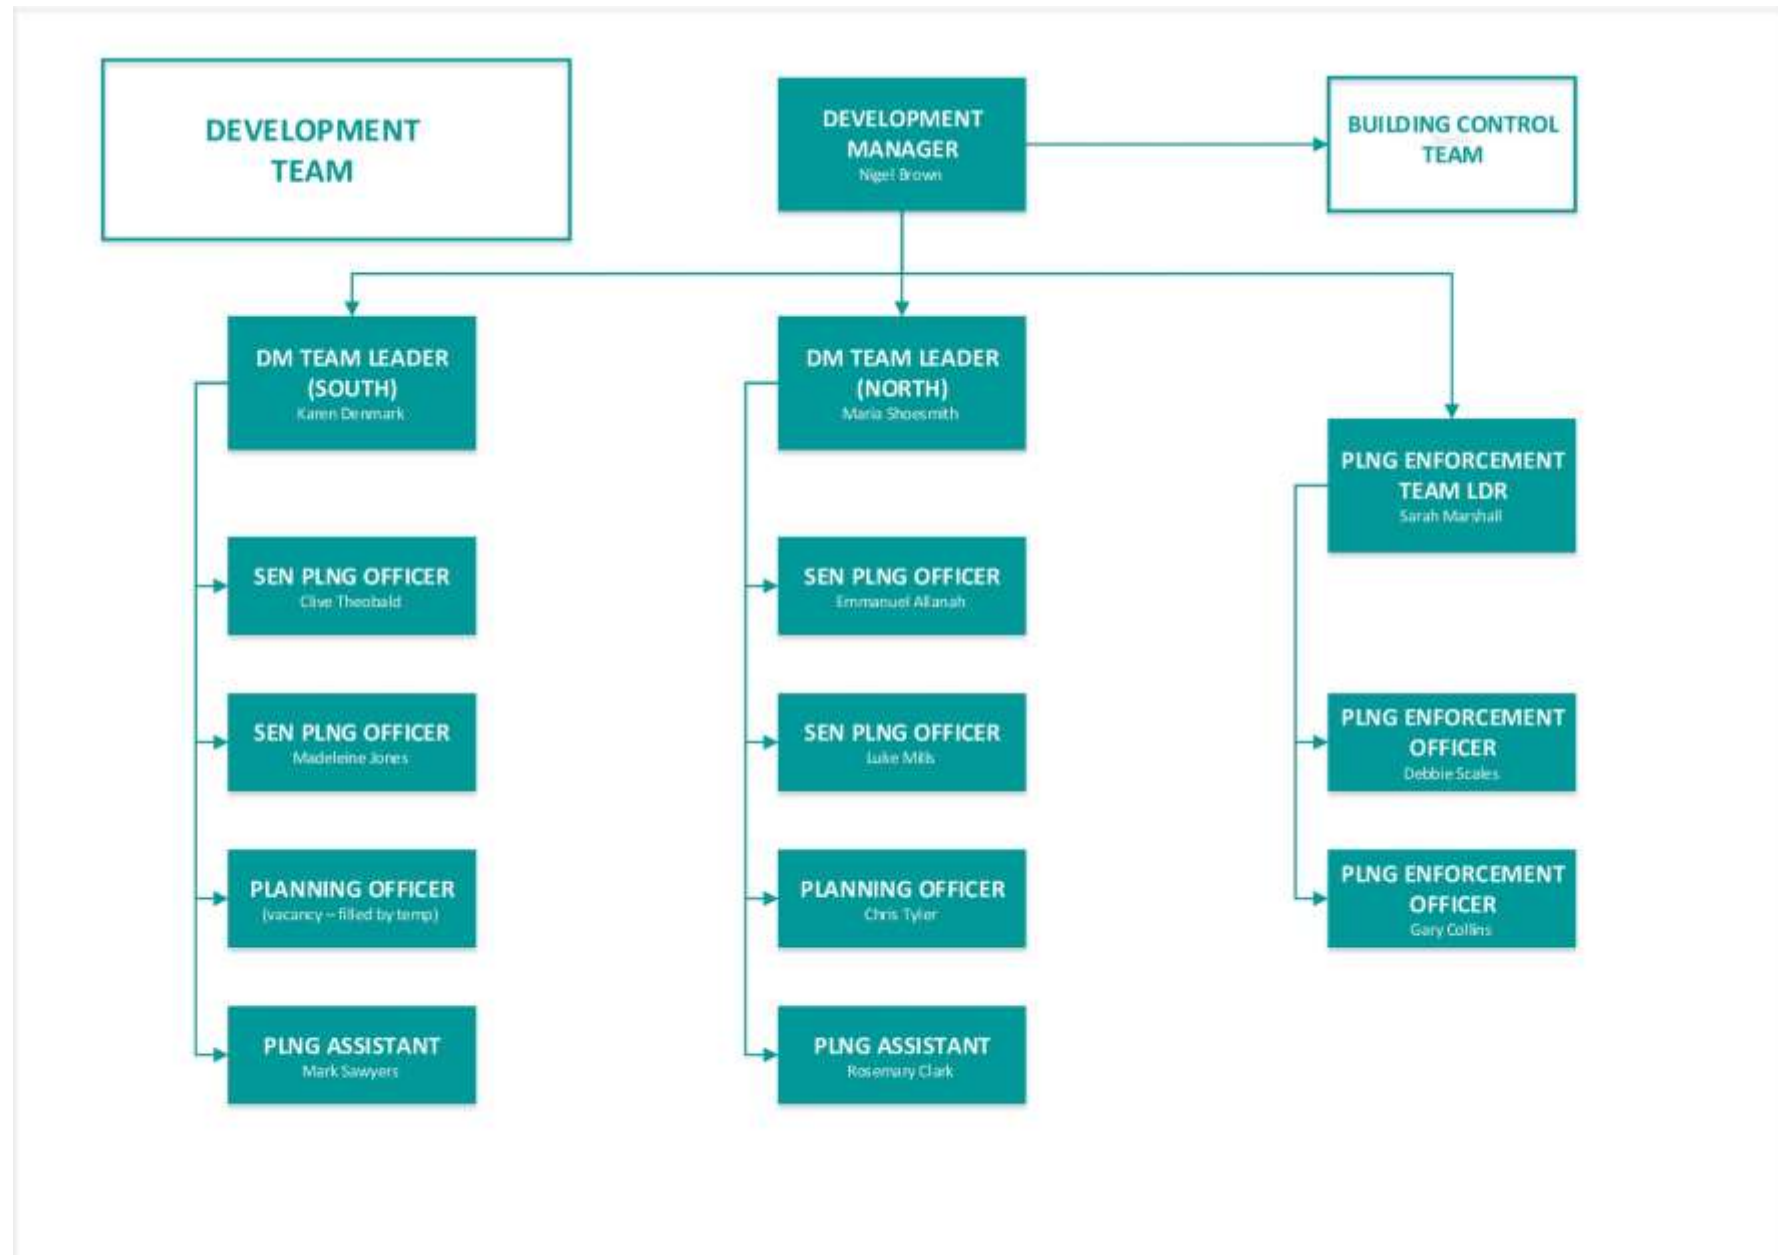 DEVELOPMENT
TEAM
DEVELOPMENT
MANAGER
Nigel Brown
BUILDING CONTROL
TEAM
DM TEAM LEADER
(SOUTH)
Karen Denmark
DM TEAM LEADER
(NORTH)
Maria Shoesmith
PLNG ENFORCEMENT
TEAM LDR
Sarah Marshall
SEN PLNG OFFICER
Clive Theobald
SEN PLNG OFFICER
Emmanuel Allanah
SEN PLNG OFFICER
Madeleine Jones
SEN PLNG OFFICER
Luke Mills
PLNG ENFORCEMENT
OFFICER
Debbie Scales
PLANNING OFFICER
(vacancy – filled by temp)
PLANNING OFFICER
Chris Tyler
PLNG ENFORCEMENT
OFFICER
Gary Collins
PLNG ASSISTANT
Mark Sawyers
PLNG ASSISTANT
Rosemary Clark